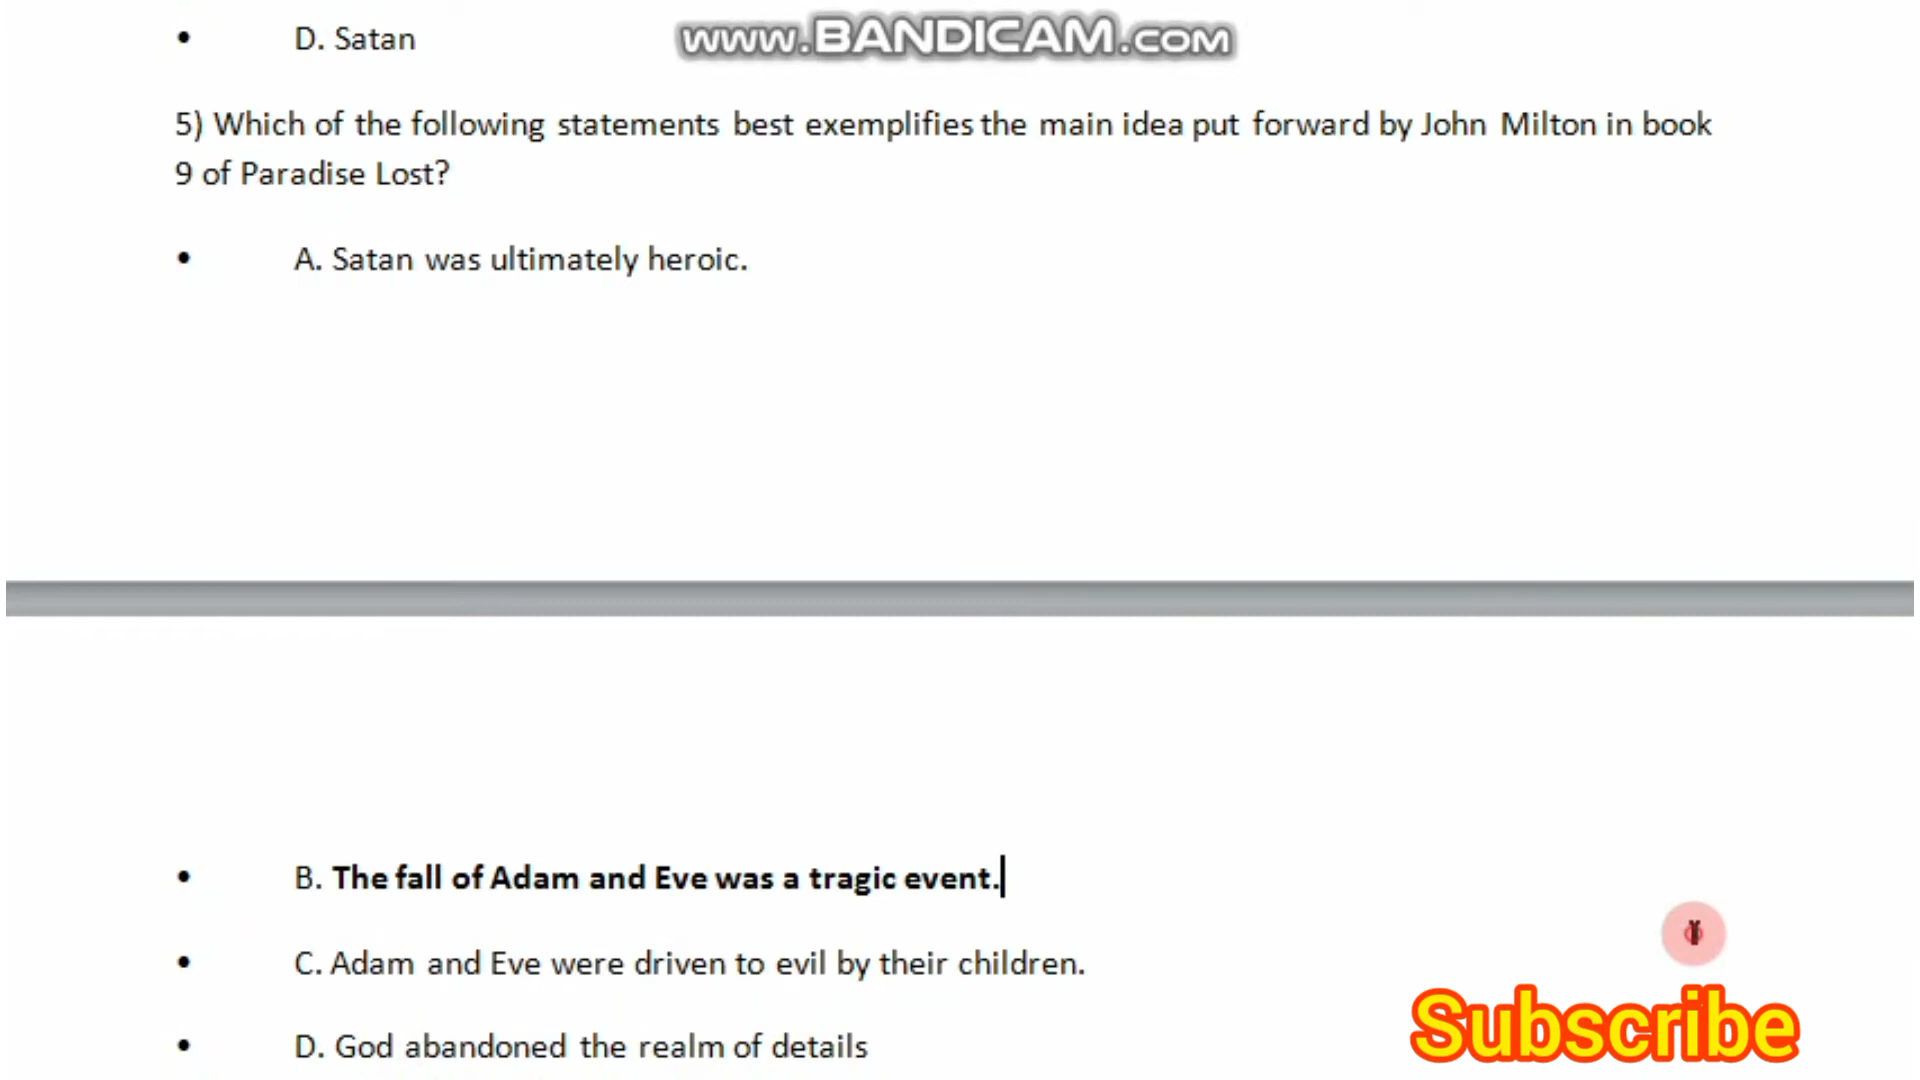 • D. Satan
www.BANDICAM.com
5) Which of the following statements best exemplifies the main idea put forward by John Milton in book
9 of Paradise Lost?
• A. Satan was ultimately heroic.
• B. The fall of Adam and Eve was a tragic event.
• C. Adam and Eve were driven to evil by their children.
• D. God abandoned the realm of details
Subscribe